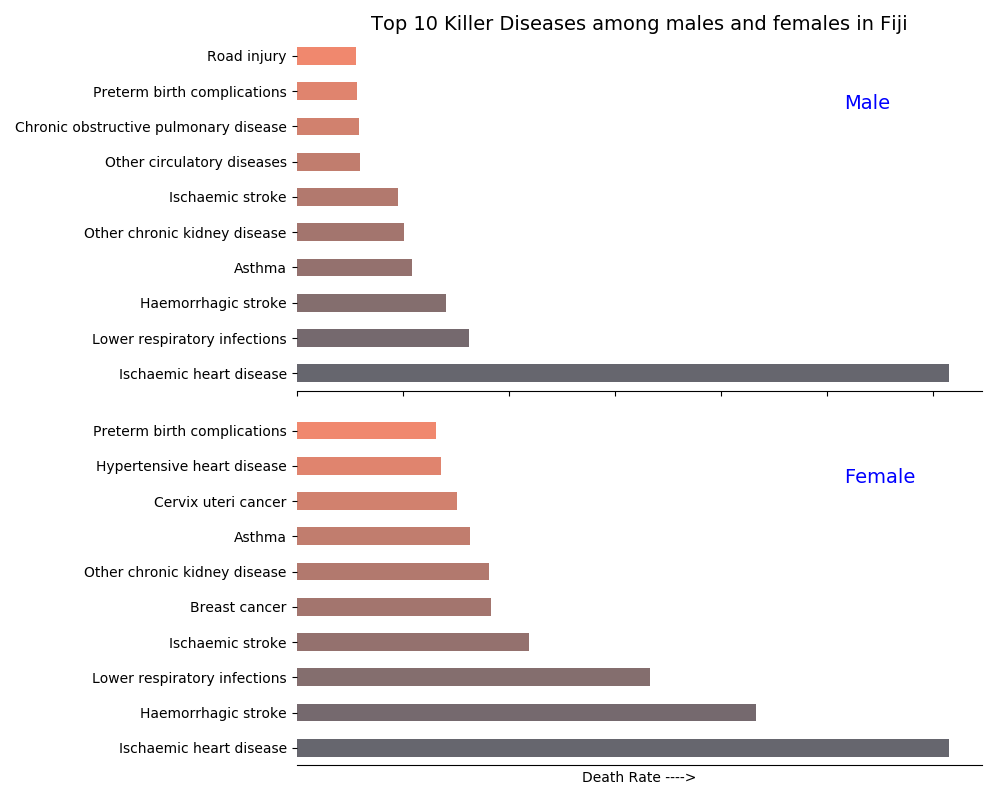 Top 10 Killer Diseases among males and females in Fiji
Road injury
Preterm birth complications
Male
Chronic obstructive pulmonary disease
Other circulatory diseases
Ischaemic stroke
Other chronic kidney disease
Asthma
Haemorrhagic stroke
Lower respiratory infections
Ischaemic heart disease
Preterm birth complications
Hypertensive heart disease
Female
Cervix uteri cancer
Asthma
Other chronic kidney disease
Breast cancer
Ischaemic stroke
Lower respiratory infections
Haemorrhagic stroke
Ischaemic heart disease
Death Rate ---->